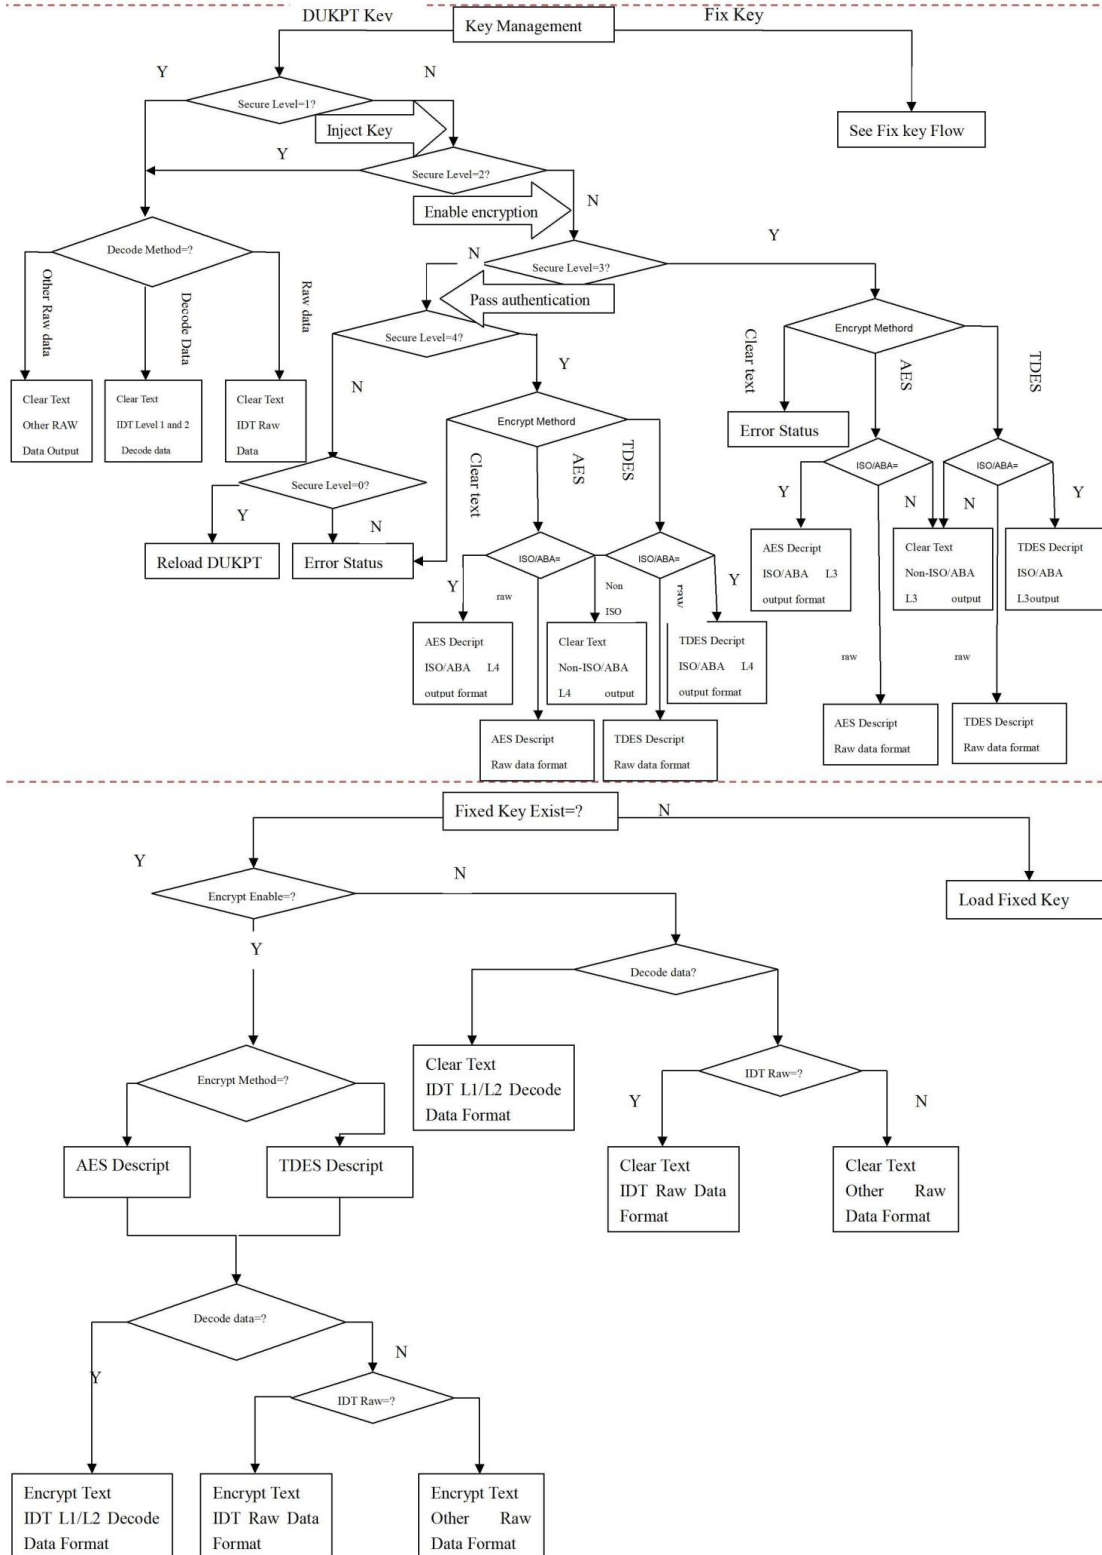 DUKPT Key
Fix Key
Key Management
Y
N
Secure Level=1?
Inject Key
See Fix key Flow
Y
Secure Level=2?
Enable encryption
N
Y
Decode Method=?
N
Secure Level=3?
Other Raw data
Decode Data
Raw data
Pass authentication
Secure Level=4?
Encrypt Methord
Clear text
AES
TDES
N
Y
Clear Text
Other RAW
Data Output
Clear Text
IDT Level 1 and 2
Decode data
Clear Text
IDT Raw
Data
Encrypt Methord
Error Status
Clear text
AES
TDES
ISO/ABA=
ISO/ABA=
Secure Level=0?
Y
N
N
Y
Y
N
Reload DUKPT
Error Status
ISO/ABA=
ISO/ABA=
AES Decript
ISO/ABA L3
output format
Clear Text
Non-ISO/ABA
L3 output
TDES Decript
ISO/ABA
L3output
Y
raw
Non
ISO
raw
Y
AES Decript
ISO/ABA L4
output format
Clear Text
Non-ISO/ABA
L4 output
TDES Decript
ISO/ABA L4
output format
raw
raw
AES Descript
Raw data format
TDES Descript
Raw data format
AES Descript
Raw data format
TDES Descript
Raw data format
Fixed Key Exist=?
N
Y
Encrypt Enable=?
N
Load Fixed Key
Y
Decode data?
Encrypt Method=?
Clear Text
IDT L1/L2 Decode
Data Format
IDT Raw=?
Y
N
AES Descript
TDES Descript
Clear Text
IDT Raw Data
Format
Clear Text
Other Raw
Data Format
Decode data=?
Y
N
IDT Raw=?
Encrypt Text
IDT L1/L2 Decode
Data Format
Encrypt Text
IDT Raw Data
Format
Encrypt Text
Other Raw
Data Format